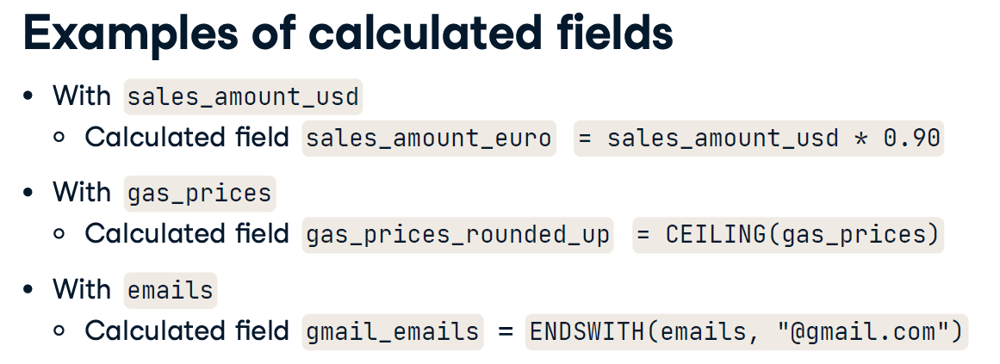 Examples of calculated fields
• With sales_amount_usd
○ Calculated field sales_amount_euro = sales_amount_usd * 0.90
• With gas_prices
○ Calculated field gas_prices_rounded_up = CEILING(gas_prices)
• With emails
○ Calculated field gmail_emails = ENDSWITH(emails, "@gmail.com")